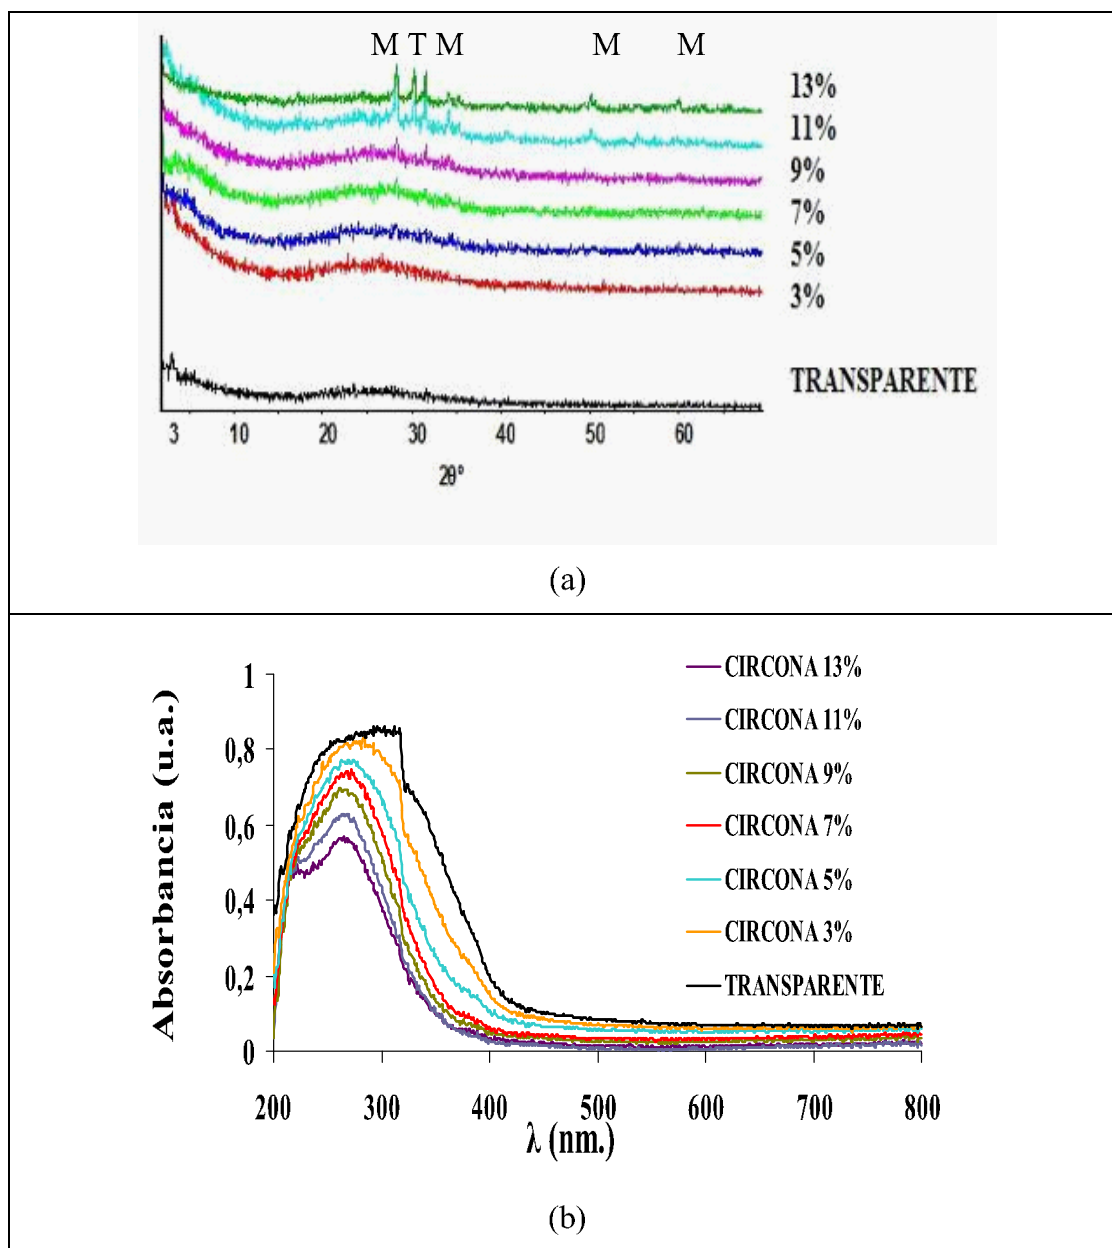 M T M M M
13%
11%
9%
7%
5%
3%
TRANSPARENTE
3 10 20 30 40 50 60
2θ°
(a)
CIRCONA 13%
CIRCONA 11%
CIRCONA 9%
CIRCONA 7%
CIRCONA 5%
CIRCONA 3%
TRANSPARENTE
Absorbancia (u.a.)
1
0,8
0,6
0,4
0,2
0
200 300 400 500 600 700 800
λ (nm.)
(b)